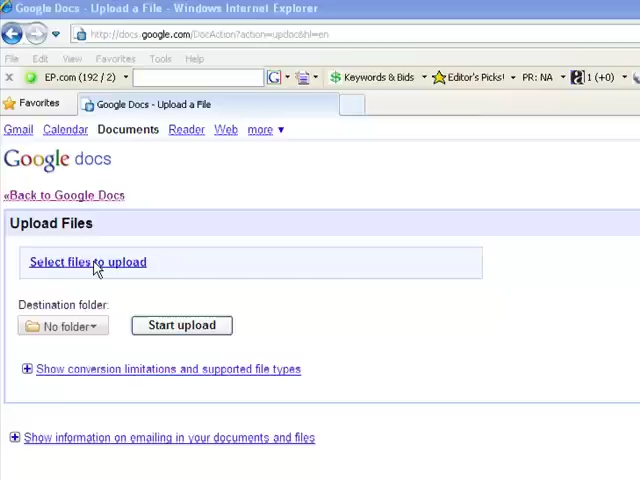 Google Docs - Upload a File - Windows Internet Explorer
http://docs.google.com/DocAction?action=updoc&hl=en
File Edit View Favorites Tools Help
EP.com (192 / 2) Keywords & Bids Editor's Picks! PR: NA 1 (+0)
Favorites Google Docs - Upload a File
Gmail Calendar Documents Reader Web more ▼
Google docs
«Back to Google Docs
Upload Files
Select files to upload
Destination folder:
No folder Start upload
Show conversion limitations and supported file types
Show information on emailing in your documents and files